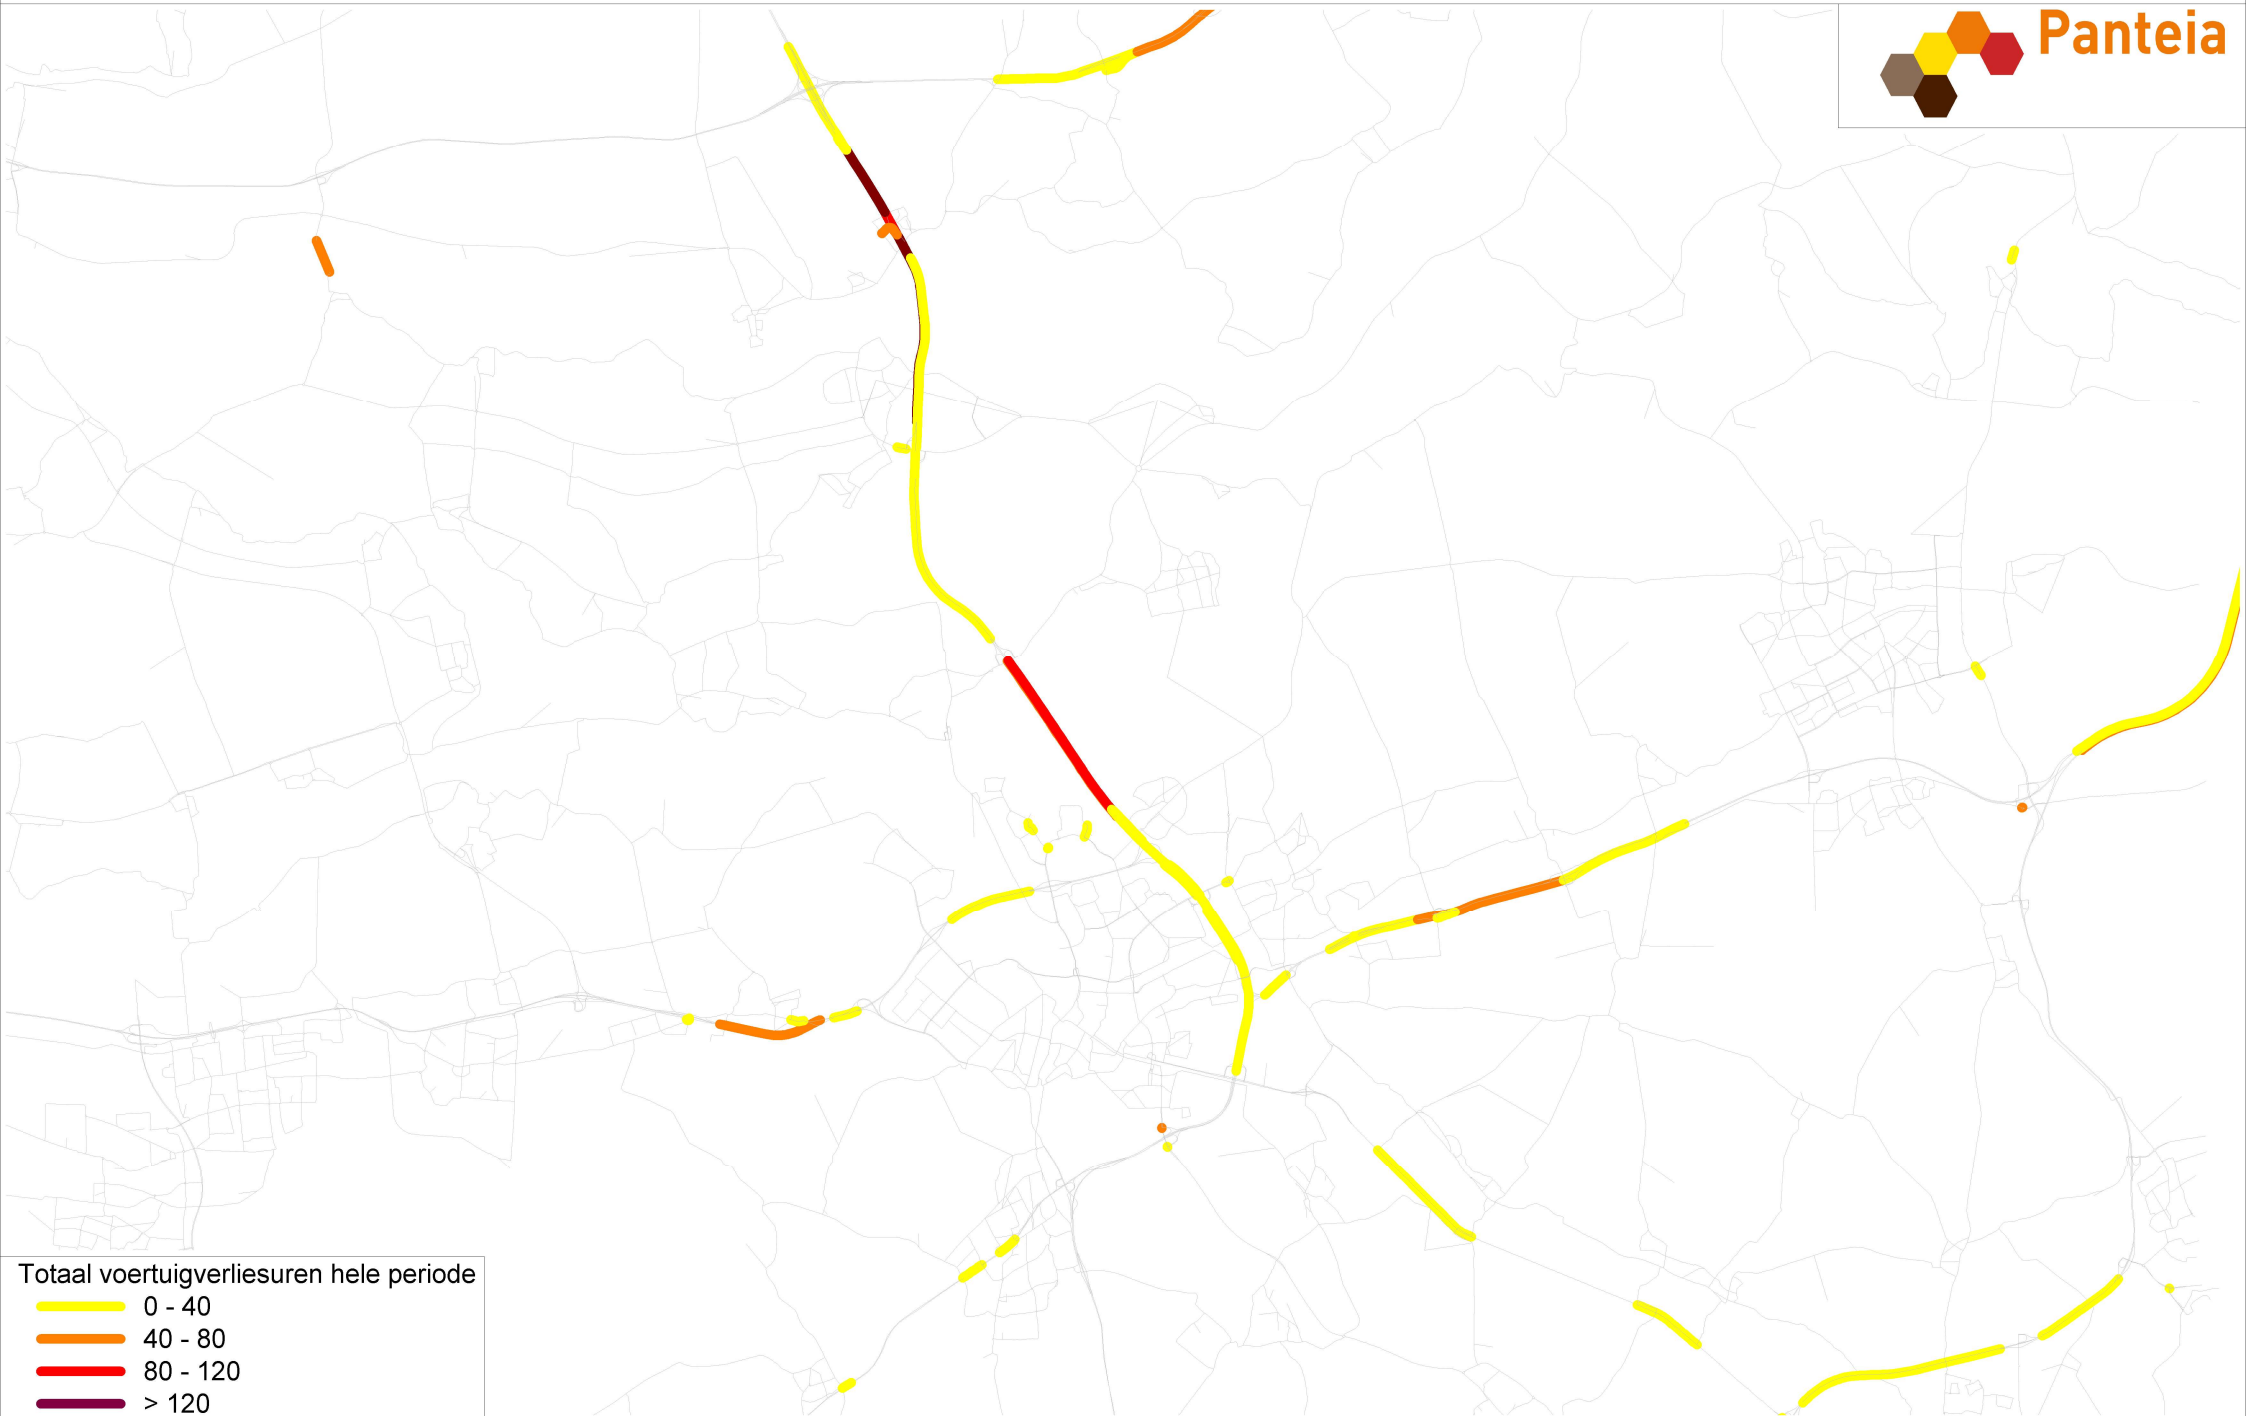 Panteia
Totaal voertuigverliesuren hele periode
0 - 40
40 - 80
80 - 120
> 120